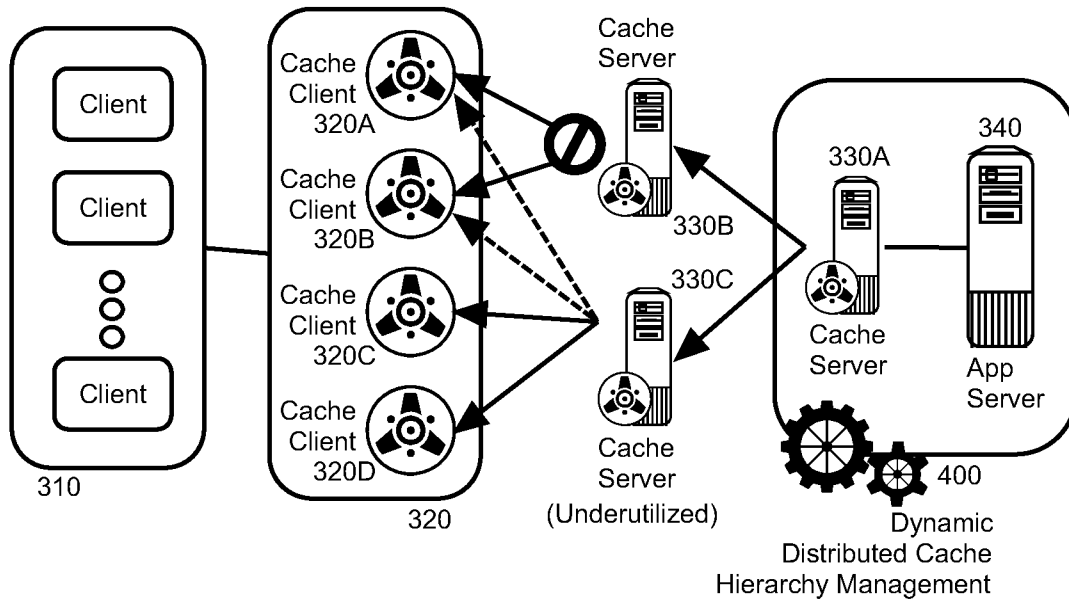 Client
Client
Client
310
Cache
Client
320A
Cache
Client
320B
Cache
Client
320C
Cache
Client
320D
320
Cache
Server
330B
330C
Cache
Server
(Underutilized)
330A
Cache
Server
340
App
Server
400
Dynamic
Distributed Cache
Hierarchy Management